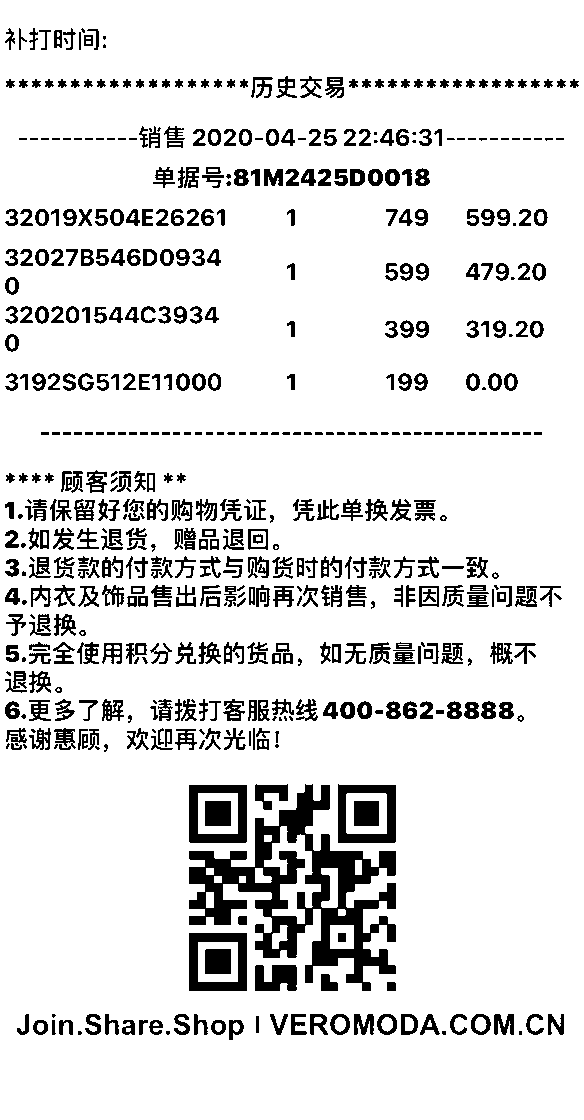 补打时间:
*******************历史交易*******************
-----------销售 2020-04-25 22:46:31-----------
单据号:81M2425D0018
32019X504E26261 1 749 599.20
32027B546D0934
0 1 599 479.20
320201544C3934
0 1 399 319.20
3192SG512E11000 1 199 0.00
----------------------------------------------
**** 顾客须知 **
1.请保留好您的购物凭证，凭此单换发票。
2.如发生退货，赠品退回。
3.退货款的付款方式与购货时的付款方式一致。
4.内衣及饰品售出后影响再次销售，非因质量问题不
予退换。
5.完全使用积分兑换的货品，如无质量问题，概不
退换。
6.更多了解，请拨打客服热线400-862-8888。
感谢惠顾，欢迎再次光临！
Join.Share.Shop | VEROMODA.COM.CN